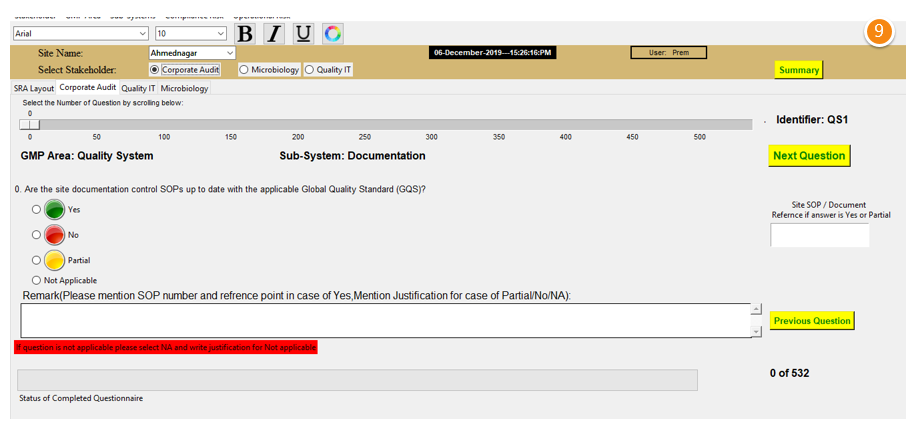 Stakeholder GMP Area Sub-Systems Compliance Risk Operational Risk
Arial 10 B I U 9
Site Name: Ahmednagar 06-December-2019---15:26:16:PM User: Prem
Select Stakeholder: Corporate Audit Microbiology Quality IT Summary
SRA Layout Corporate Audit Quality IT Microbiology
Select the Number of Question by scrolling below:
0
Identifier: QS1
0 50 100 150 200 250 300 350 400 450 500
GMP Area: Quality System Sub-System: Documentation Next Question
0. Are the site documentation control SOPs up to date with the applicable Global Quality Standard (GQS)?
Yes
Site SOP / Document
Refernce if answer is Yes or Partial
No
Partial
Not Applicable
Remark(Please mention SOP number and refrence point in case of Yes,Mention Justification for case of Partial/No/NA):
Previous Question
If question is not applicable please select NA and write justification for Not applicable
0 of 532
Status of Completed Questionnaire